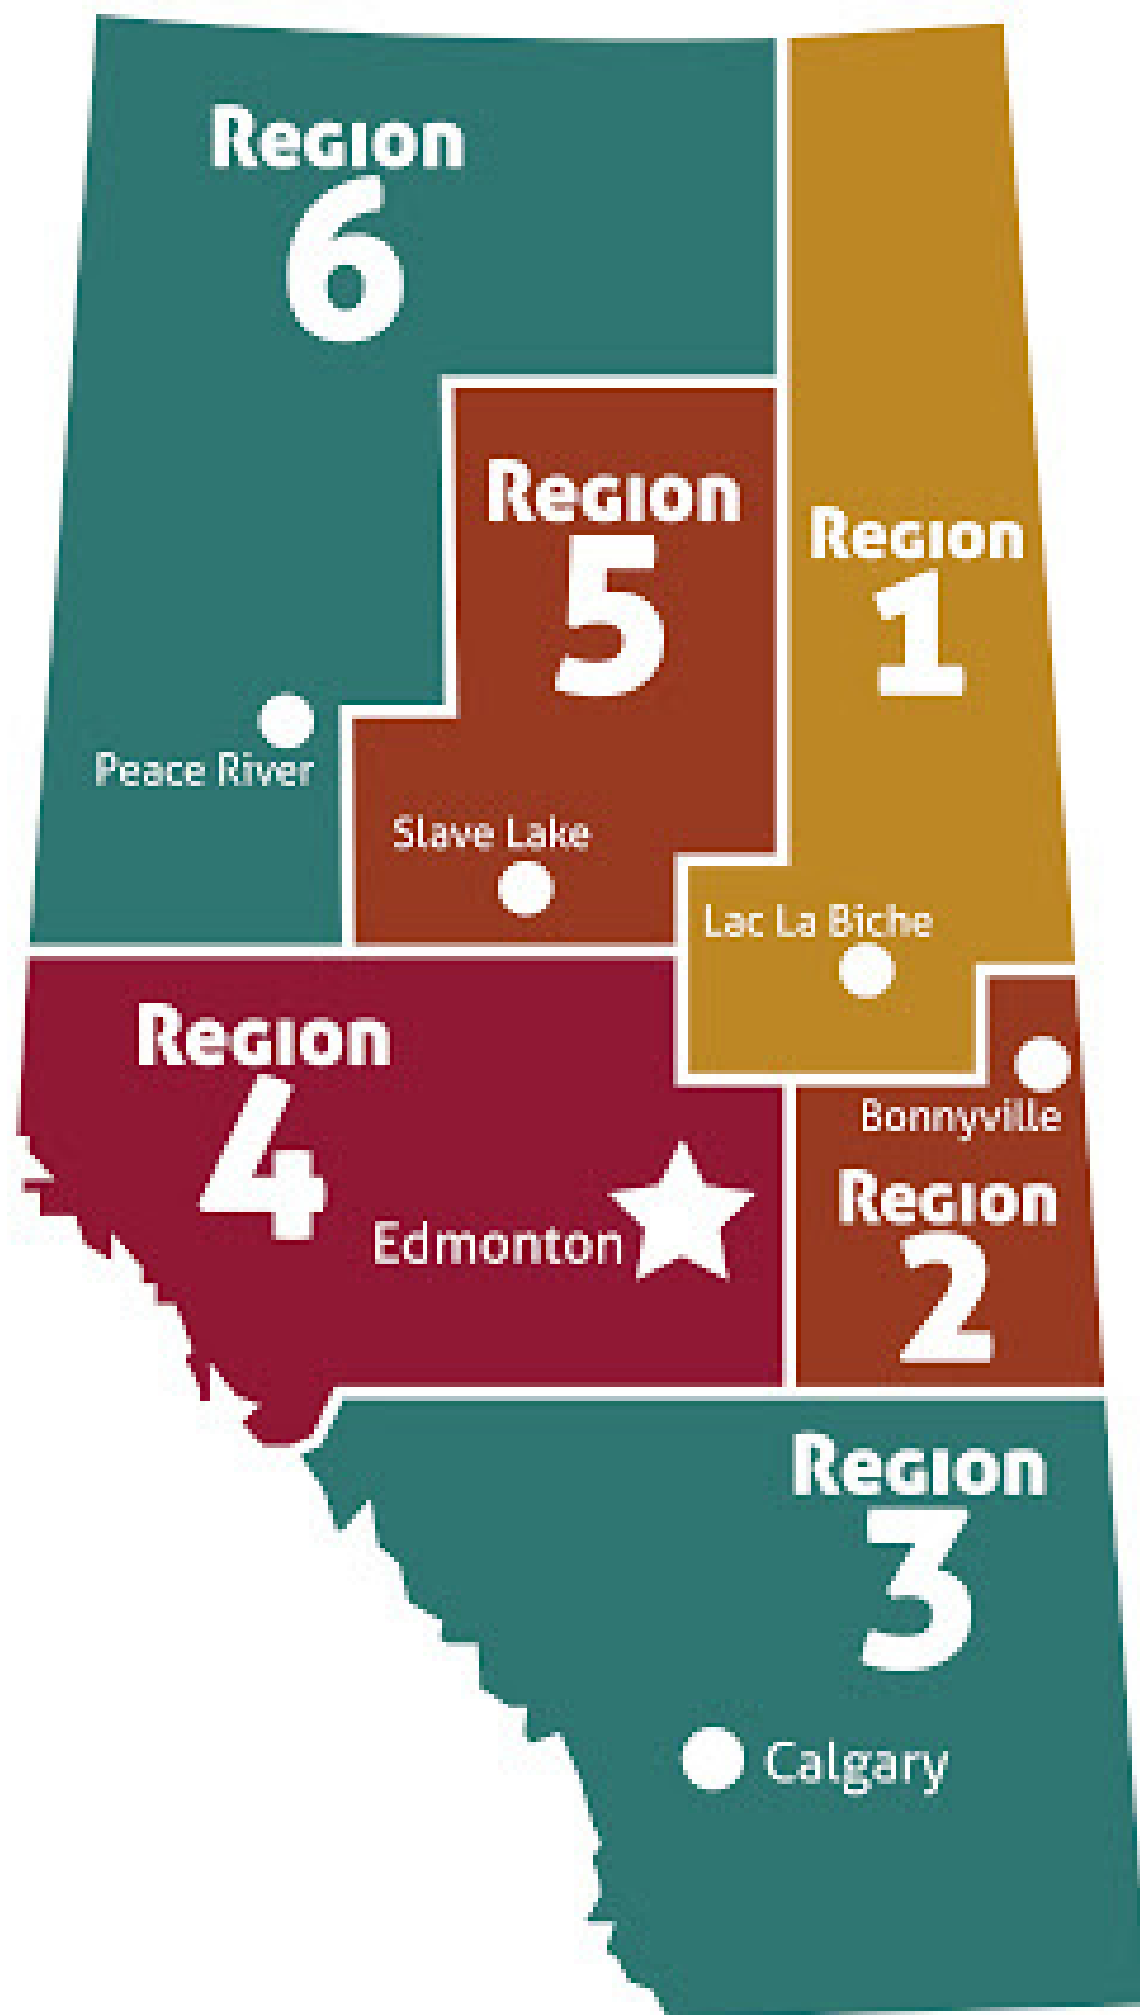 Region
6
Region
5
Region
1
Peace River
Slave Lake
Lac La Biche
Region
4
Edmonton
Bonnyville
Region
2
Region
3
Calgary